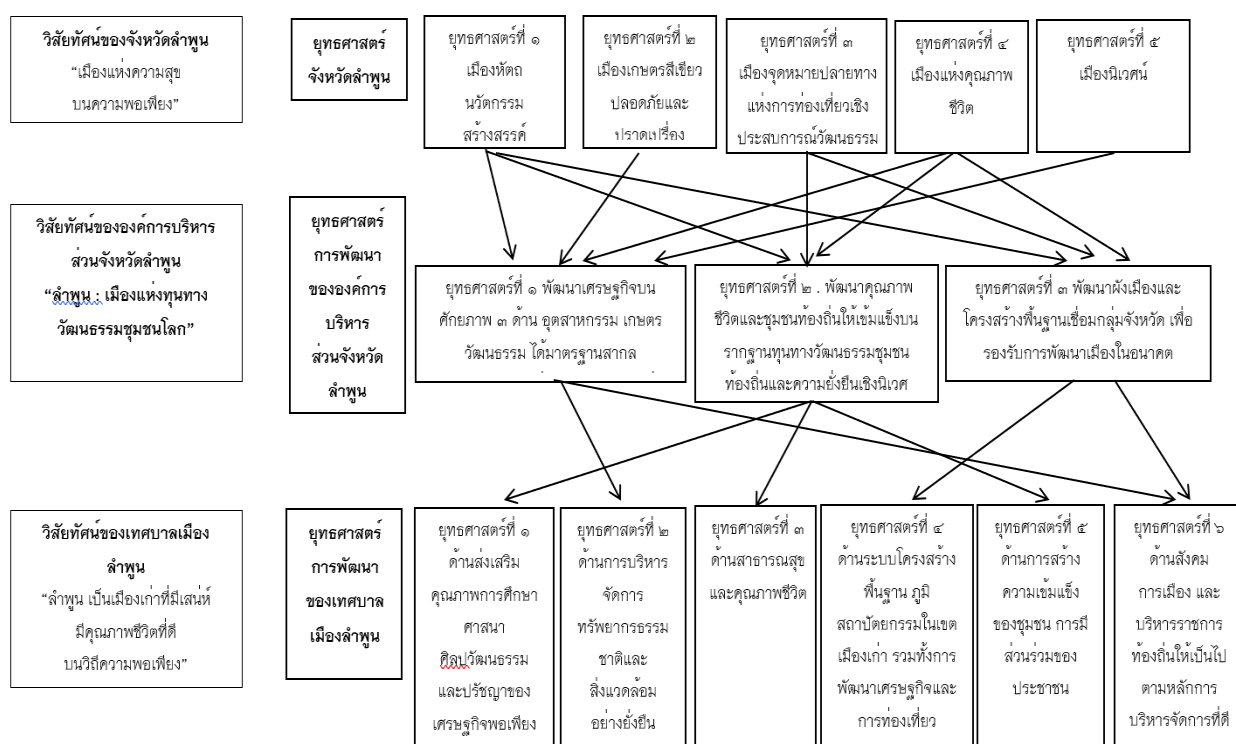 วิสัยทัศน์ของจังหวัดลำพูน
“เมืองแห่งความสุข
บนความพอเพียง”
ยุทธศาสตร์
จังหวัดลำพูน
ยุทธศาสตร์ที่ ๑
เมืองหัตถ
นวัตกรรม
สร้างสรรค์
ยุทธศาสตร์ที่ ๒
เมืองเกษตรสีเขียว
ปลอดภัยและ
ปราดเปรื่อง
ยุทธศาสตร์ที่ ๓
เมืองจุดหมายปลายทาง
แห่งการท่องเที่ยวเชิง
ประสบการณ์วัฒนธรรม
ยุทธศาสตร์ที่ ๔
เมืองแห่งคุณภาพ
ชีวิต
ยุทธศาสตร์ที่ ๕
เมืองนิเวศน์
วิสัยทัศน์ขององค์การบริหาร
ส่วนจังหวัดลำพูน
“ลำพูน : เมืองแห่งทุนทาง
วัฒนธรรมชุมชนโลก”
ยุทธศาสตร์
การพัฒนา
ขององค์การ
บริหาร
ส่วนจังหวัด
ลำพูน
ยุทธศาสตร์ที่ ๑ พัฒนาเศรษฐกิจบน
ศักยภาพ ๓ ด้าน อุตสาหกรรม เกษตร
วัฒนธรรม ได้มาตรฐานสากล
ยุทธศาสตร์ที่ ๒ . พัฒนาคุณภาพ
ชีวิตและชุมชนท้องถิ่นให้เข้มแข็งบน
รากฐานทุนทางวัฒนธรรมชุมชน
ท้องถิ่นและความยั่งยืนเชิงนิเวศ
ยุทธศาสตร์ที่ ๓ พัฒนาผังเมืองและ
โครงสร้างพื้นฐานเชื่อมกลุ่มจังหวัด เพื่อ
รองรับการพัฒนาเมืองในอนาคต
วิสัยทัศน์ของเทศบาลเมือง
ลำพูน
“ลำพูน เป็นเมืองเก่าที่มีเสน่ห์
มีคุณภาพชีวิตที่ดี
บนวิถีความพอเพียง”
ยุทธศาสตร์
การพัฒนา
ของเทศบาล
เมืองลำพูน
ยุทธศาสตร์ที่ ๑
ด้านส่งเสริม
คุณภาพการศึกษา
ศาสนา
ศิลปวัฒนธรรม
และปรัชญาของ
เศรษฐกิจพอเพียง
ยุทธศาสตร์ที่ ๒
ด้านการบริหาร
จัดการ
ทรัพยากรธรรม
ชาติและ
สิ่งแวดล้อม
อย่างยั่งยืน
ยุทธศาสตร์ที่ ๓
ด้านสาธารณสุข
และคุณภาพชีวิต
ยุทธศาสตร์ที่ ๔
ด้านระบบโครงสร้าง
พื้นฐาน ภูมิ
สถาปัตยกรรมในเขต
เมืองเก่า รวมทั้งการ
พัฒนาเศรษฐกิจและ
การท่องเที่ยว
ยุทธศาสตร์ที่ ๕
ด้านการสร้าง
ความเข้มแข็ง
ของชุมชน การมี
ส่วนร่วมของ
ประชาชน
ยุทธศาสตร์ที่ ๖
ด้านสังคม
การเมือง และ
บริหารราชการ
ท้องถิ่นให้เป็นไป
ตามหลักการ
บริหารจัดการที่ดี